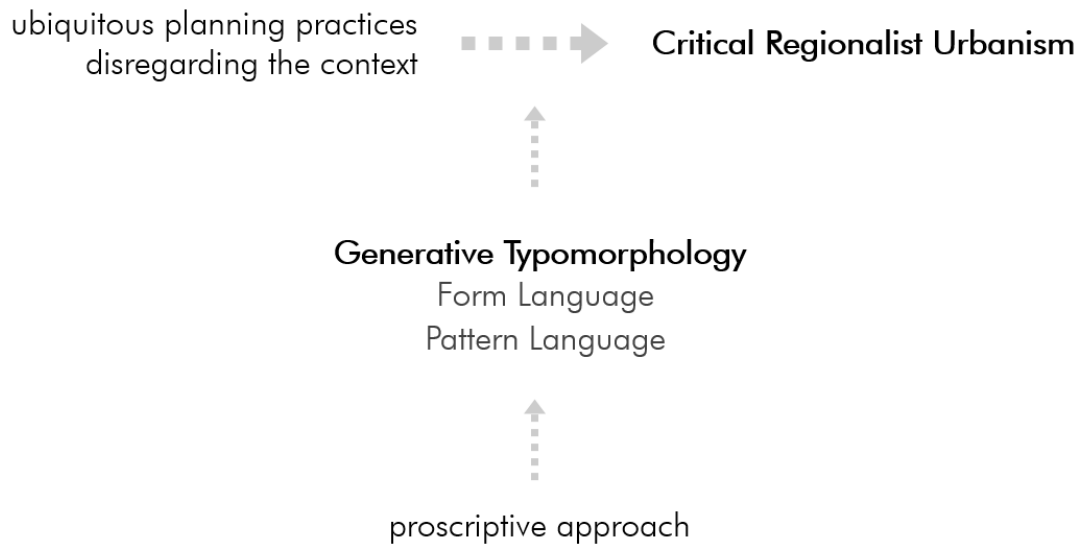 ubiquitous planning practices
disregarding the context
Critical Regionalist Urbanism
Generative Typomorphology
Form Language
Pattern Language
proscriptive approach